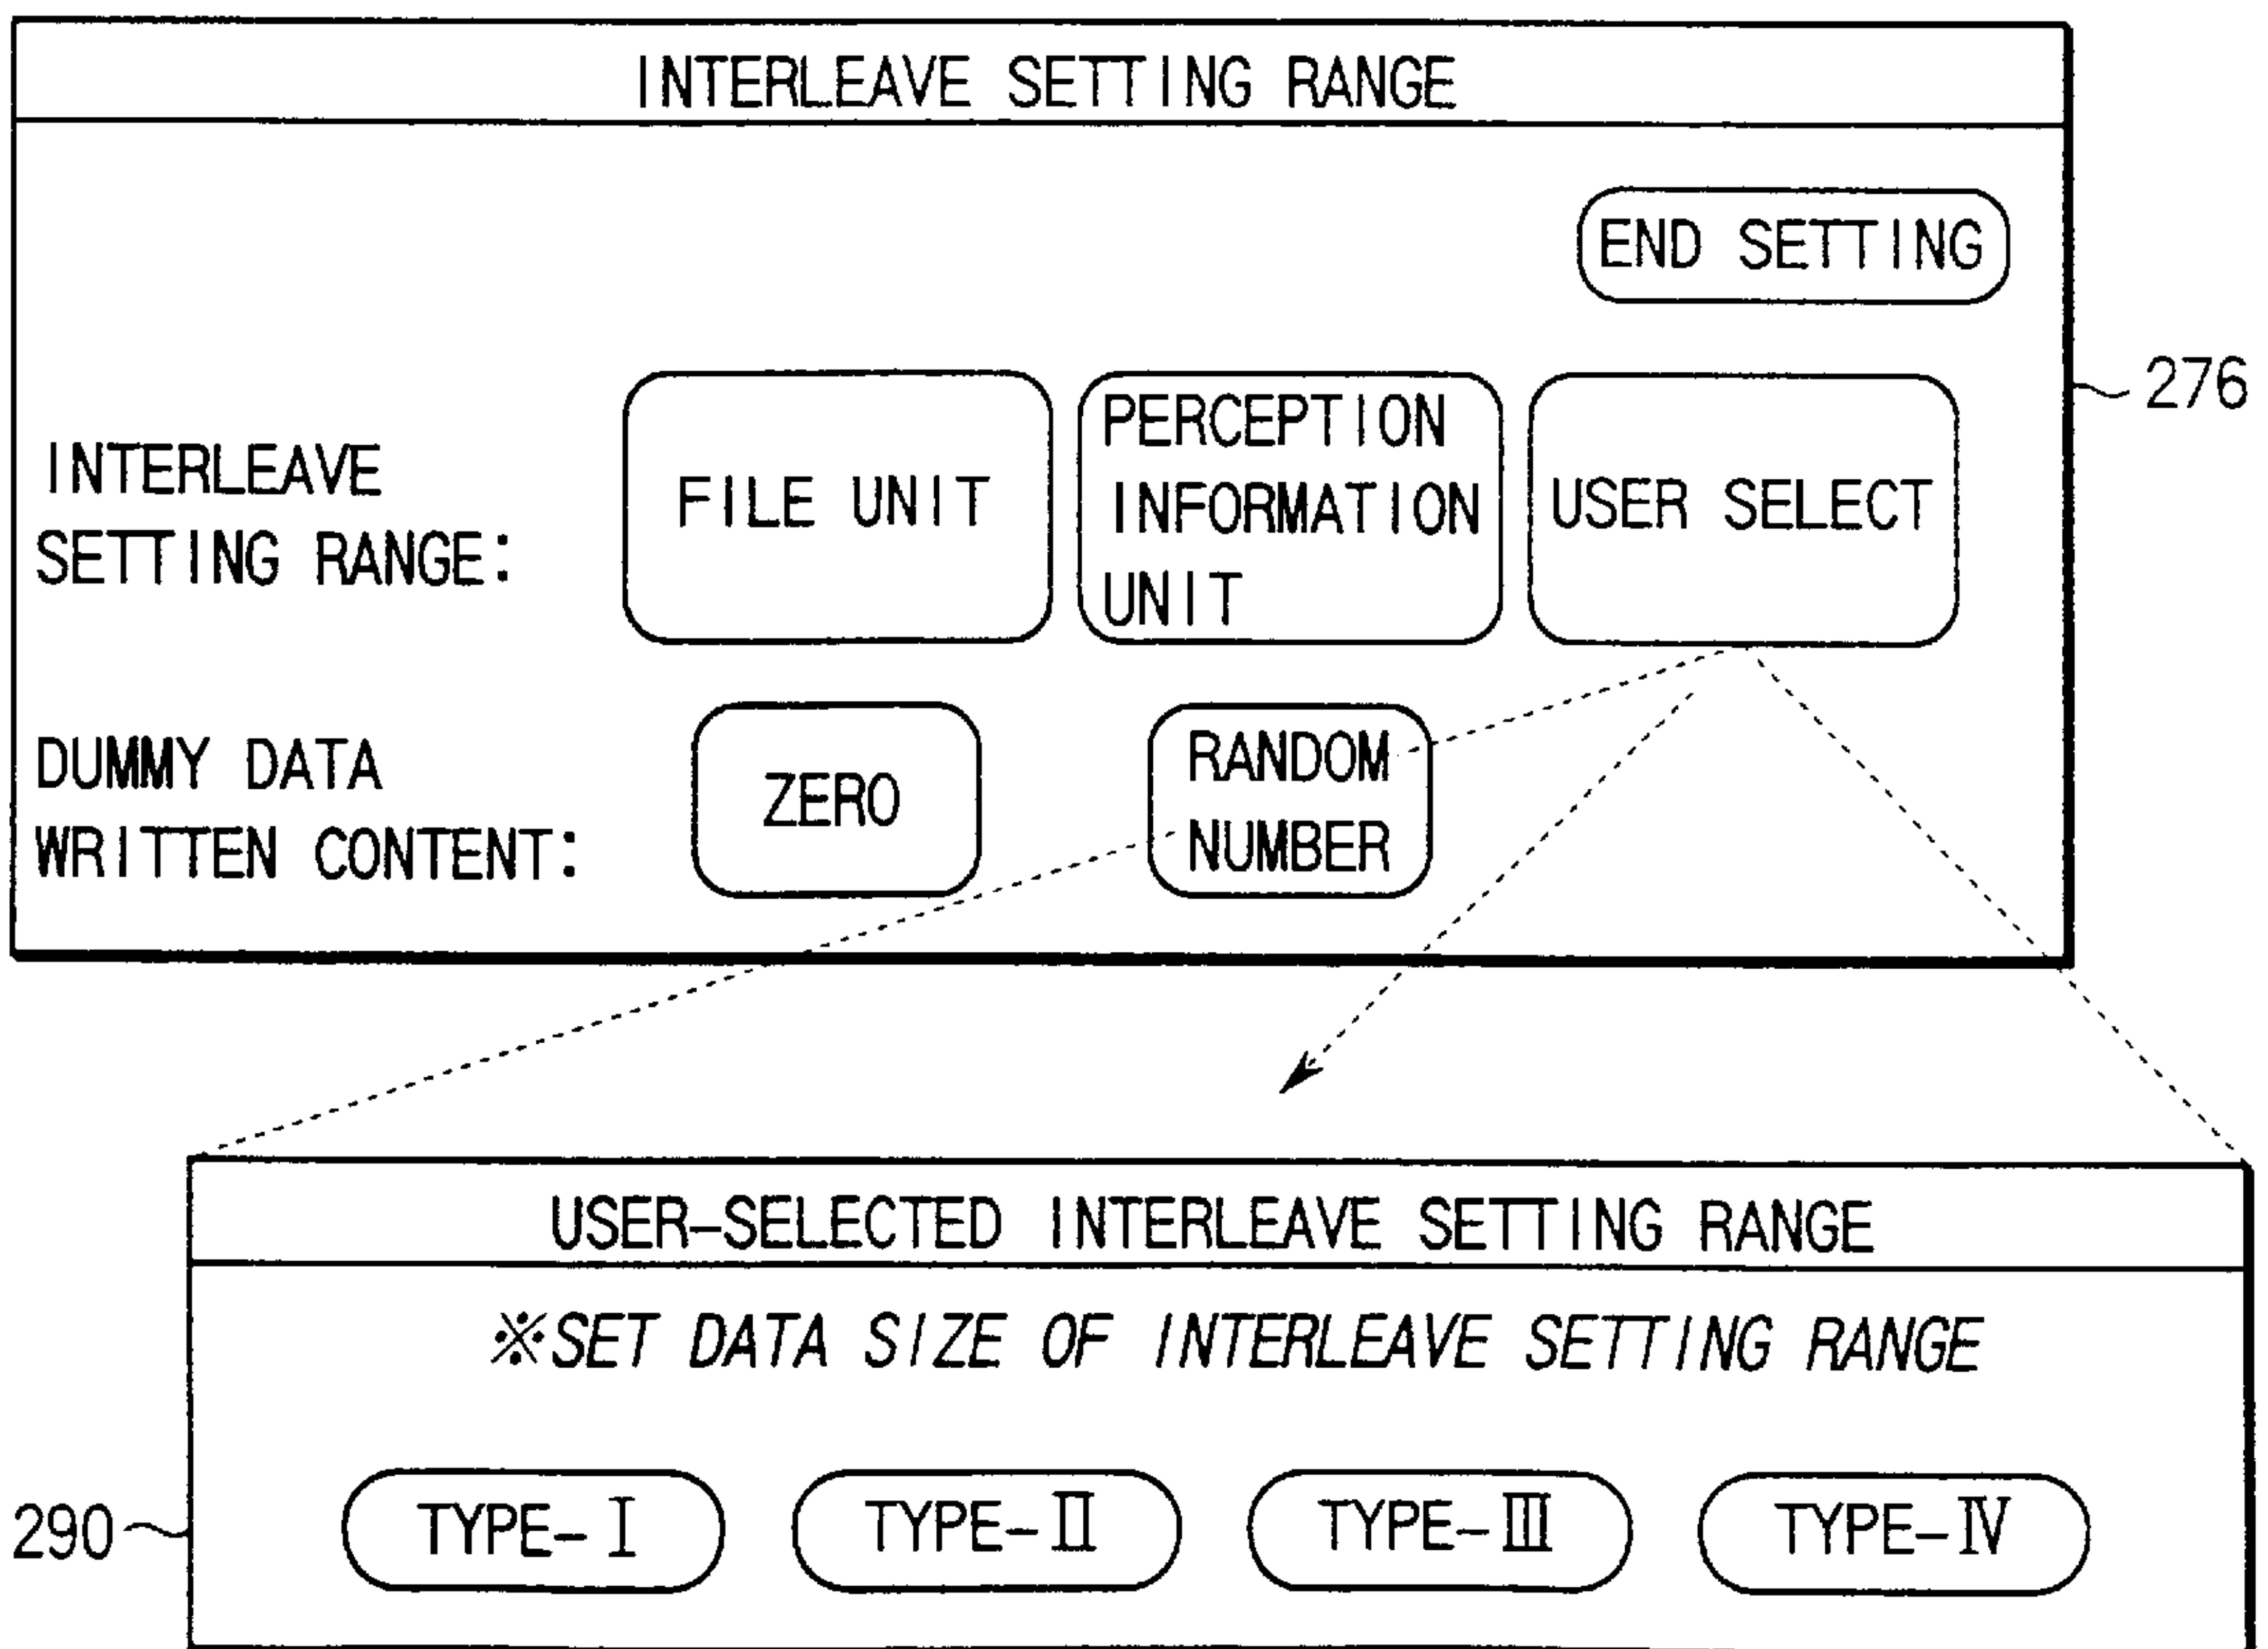 INTERLEAVE SETTING RANGE
END SETTING
276
INTERLEAVE
SETTING RANGE:
FILE UNIT
PERCEPTION
INFORMATION
UNIT
USER SELECT
DUMMY DATA
WRITTEN CONTENT:
ZERO
RANDOM
NUMBER
USER-SELECTED INTERLEAVE SETTING RANGE
※SET DATA SIZE OF INTERLEAVE SETTING RANGE
290
TYPE-Ⅰ
TYPE-Ⅱ
TYPE-Ⅲ
TYPE-Ⅳ